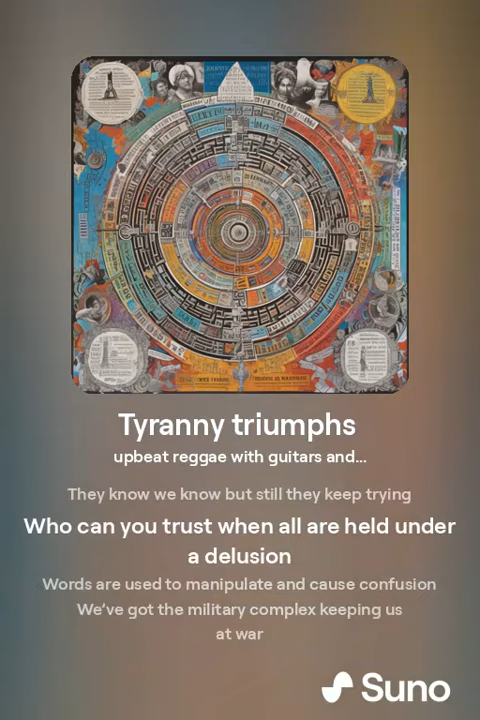 Tyranny triumphs
upbeat reggae with guitars and...
They know we know but still they keep trying
Who can you trust when all are held under
a delusion
Words are used to manipulate and cause confusion
We’ve got the military complex keeping us
at war
Suno